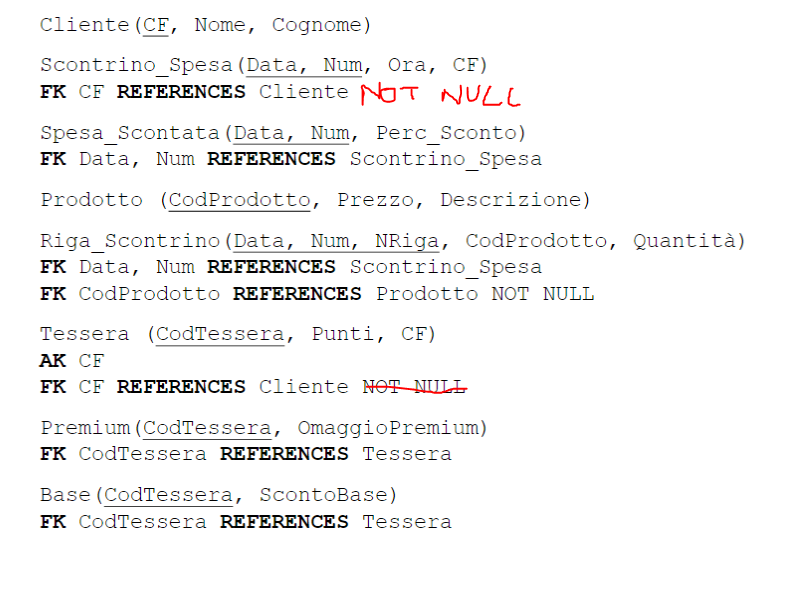 Cliente(CF, Nome, Cognome)
Scontrino_Spesa(Data, Num, Ora, CF)
FK CF REFERENCES Cliente NOT NULL
Spesa_Scontata(Data, Num, Perc_Sconto)
FK Data, Num REFERENCES Scontrino_Spesa
Prodotto (CodProdotto, Prezzo, Descrizione)
Riga_Scontrino(Data, Num, NRiga, CodProdotto, Quantità)
FK Data, Num REFERENCES Scontrino_Spesa
FK CodProdotto REFERENCES Prodotto NOT NULL
Tessera (CodTessera, Punti, CF)
AK CF
FK CF REFERENCES Cliente NOT NULL
Premium(CodTessera, OmaggioPremium)
FK CodTessera REFERENCES Tessera
Base(CodTessera, ScontoBase)
FK CodTessera REFERENCES Tessera